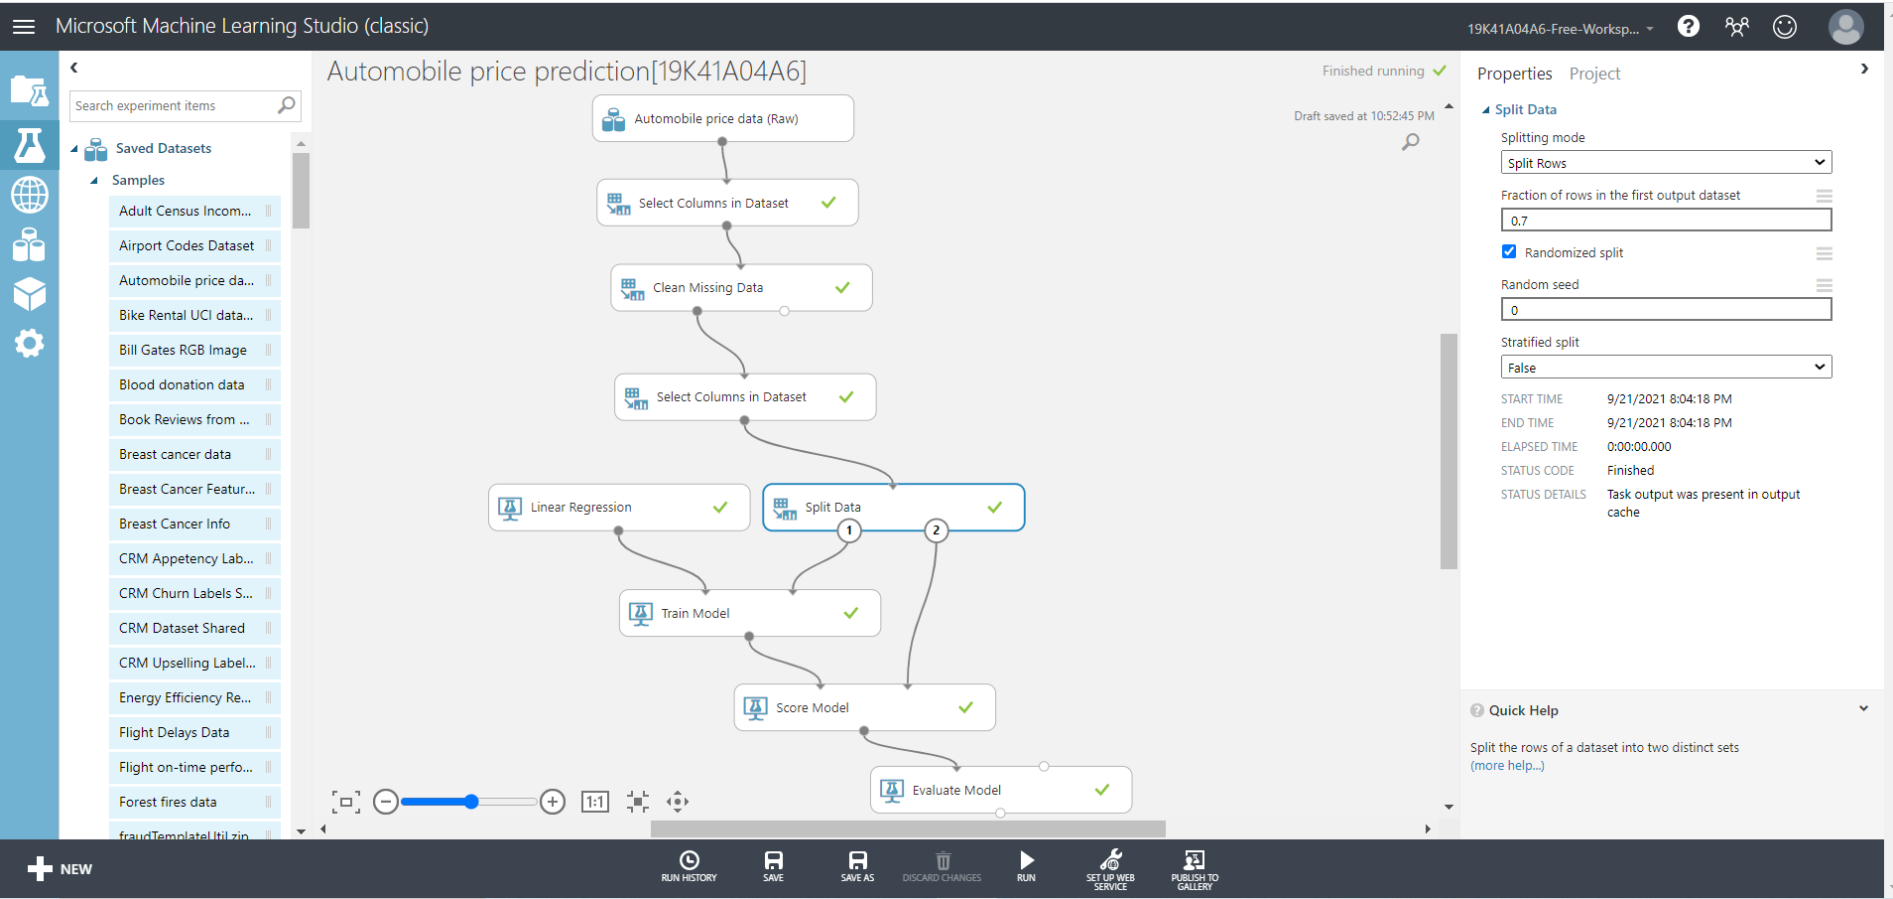 Microsoft Machine Learning Studio (classic)
19K41A04A6-Free-Worksp...
?
Search experiment items
Saved Datasets
Samples
Adult Census Incom...
Airport Codes Dataset
Automobile price da...
Bike Rental UCI data...
Bill Gates RGB Image
Blood donation data
Book Reviews from ...
Breast cancer data
Breast Cancer Featur...
Breast Cancer Info
CRM Appetency Lab...
CRM Churn Labels S...
CRM Dataset Shared
CRM Upselling Label...
Energy Efficiency Re...
Flight Delays Data
Flight on-time perfo...
Forest fires data
fraudTemplateUtil.zip
Automobile price prediction[19K41A04A6]
Finished running
Draft saved at 10:52:45 PM
Automobile price data (Raw)
Select Columns in Dataset
Clean Missing Data
Select Columns in Dataset
Linear Regression
Split Data
1 2
Train Model
Score Model
Evaluate Model
1:1
Properties Project
Split Data
Splitting mode
Split Rows
Fraction of rows in the first output dataset
0.7
Randomized split
Random seed
0
Stratified split
False
START TIME 9/21/2021 8:04:18 PM
END TIME 9/21/2021 8:04:18 PM
ELAPSED TIME 0:00:00.000
STATUS CODE Finished
STATUS DETAILS Task output was present in output
cache
Quick Help
Split the rows of a dataset into two distinct sets
(more help...)
NEW
RUN HISTORY
SAVE
SAVE AS
DISCARD CHANGES
RUN
SET UP WEB
SERVICE
PUBLISH TO
GALLERY